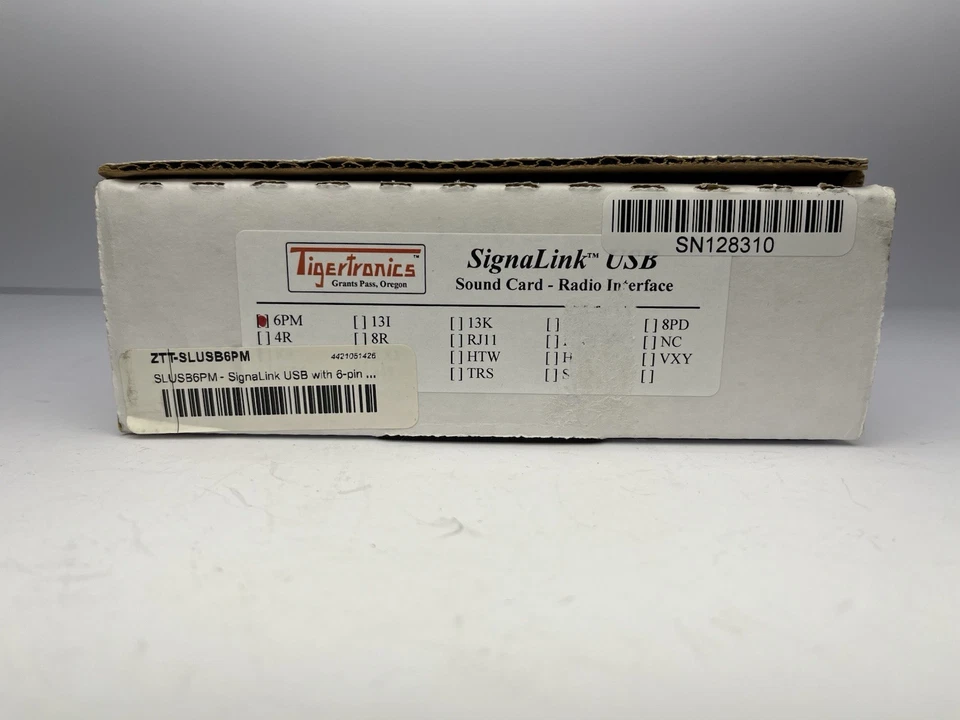 SN128310
Tigertronics™
Grants Pass, Oregon
SignaLink™ USB
Sound Card - Radio Interface
[ ] 6PM [ ] 13I [ ] 13K [ ] [ ] 8PD
[ ] 4R [ ] 8R [ ] RJ11 [ ] [ ] NC
[ ] HTW [ ] H [ ] VXY
[ ] TRS [ ] S [ ]
ZTT-SLUSB6PM 4421051426
SLUSB6PM - SignaLink USB with 6-pin ...